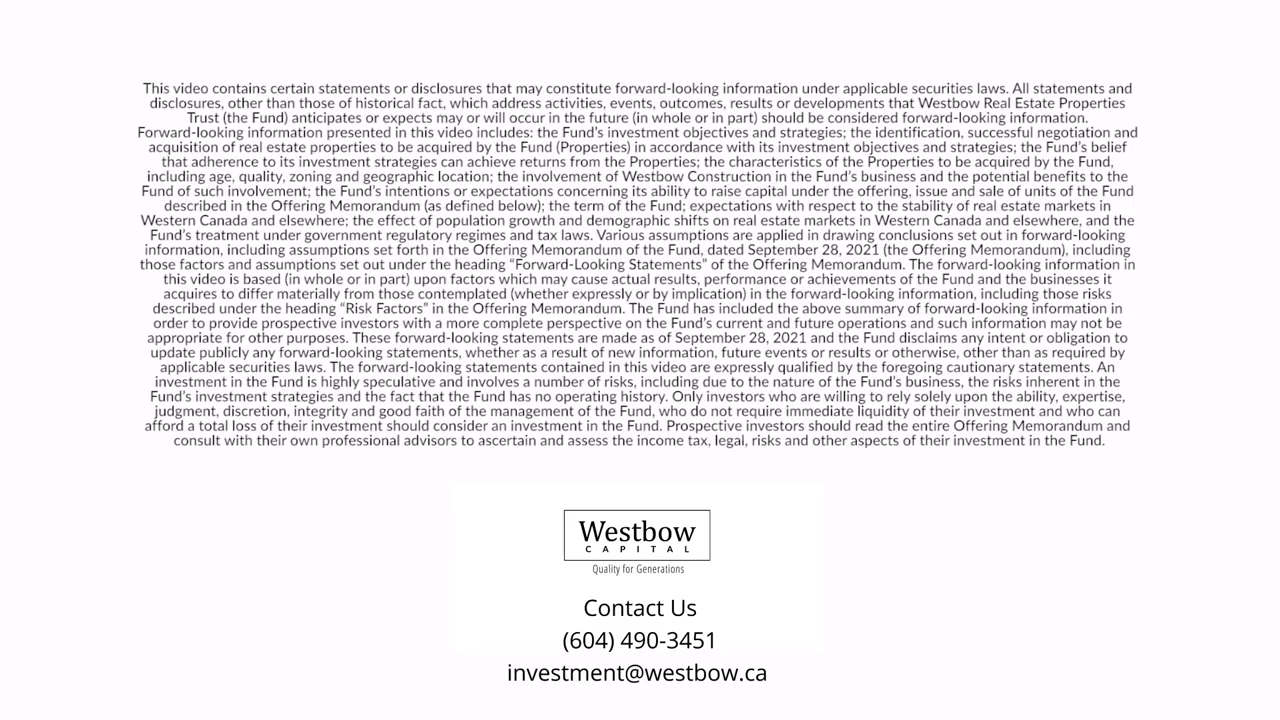 This video contains certain statements or disclosures that may constitute forward-looking information under applicable securities laws. All statements and
disclosures, other than those of historical fact, which address activities, events, outcomes, results or developments that Westbow Real Estate Properties
Trust (the Fund) anticipates or expects may or will occur in the future (in whole or in part) should be considered forward-looking information.
Forward-looking information presented in this video includes: the Fund's investment objectives and strategies; the identification, successful negotiation and
acquisition of real estate properties to be acquired by the Fund (Properties) in accordance with its investment objectives and strategies; the Fund's belief
that adherence to its investment strategies can achieve returns from the Properties; the characteristics of the Properties to be acquired by the Fund,
including age, quality, zoning and geographic location; the involvement of Westbow Construction in the Fund's business and the potential benefits to the
Fund of such involvement; the Fund's intentions or expectations concerning its ability to raise capital under the offering, issue and sale of units of the Fund
described in the Offering Memorandum (as defined below); the term of the Fund; expectations with respect to the stability of real estate markets in
Western Canada and elsewhere; the effect of population growth and demographic shifts on real estate markets in Western Canada and elsewhere, and the
Fund's treatment under government regulatory regimes and tax laws. Various assumptions are applied in drawing conclusions set out in forward-looking
information, including assumptions set forth in the Offering Memorandum of the Fund, dated September 28, 2021 (the Offering Memorandum), including
those factors and assumptions set out under the heading “Forward-Looking Statements” of the Offering Memorandum. The forward-looking information in
this video is based (in whole or in part) upon factors which may cause actual results, performance or achievements of the Fund and the businesses it
acquires to differ materially from those contemplated (whether expressly or by implication) in the forward-looking information, including those risks
described under the heading “Risk Factors” in the Offering Memorandum. The Fund has included the above summary of forward-looking information in
order to provide prospective investors with a more complete perspective on the Fund's current and future operations and such information may not be
appropriate for other purposes. These forward-looking statements are made as of September 28, 2021 and the Fund disclaims any intent or obligation to
update publicly any forward-looking statements, whether as a result of new information, future events or results or otherwise, other than as required by
applicable securities laws. The forward-looking statements contained in this video are expressly qualified by the foregoing cautionary statements. An
investment in the Fund is highly speculative and involves a number of risks, including due to the nature of the Fund's business, the risks inherent in the
Fund's investment strategies and the fact that the Fund has no operating history. Only investors who are willing to rely solely upon the ability, expertise,
judgment, discretion, integrity and good faith of the management of the Fund, who do not require immediate liquidity of their investment and who can
afford a total loss of their investment should consider an investment in the Fund. Prospective investors should read the entire Offering Memorandum and
consult with their own professional advisors to ascertain and assess the income tax, legal, risks and other aspects of their investment in the Fund.
Westbow
CAPITAL
Quality for Generations
Contact Us
(604) 490-3451
investment@westbow.ca